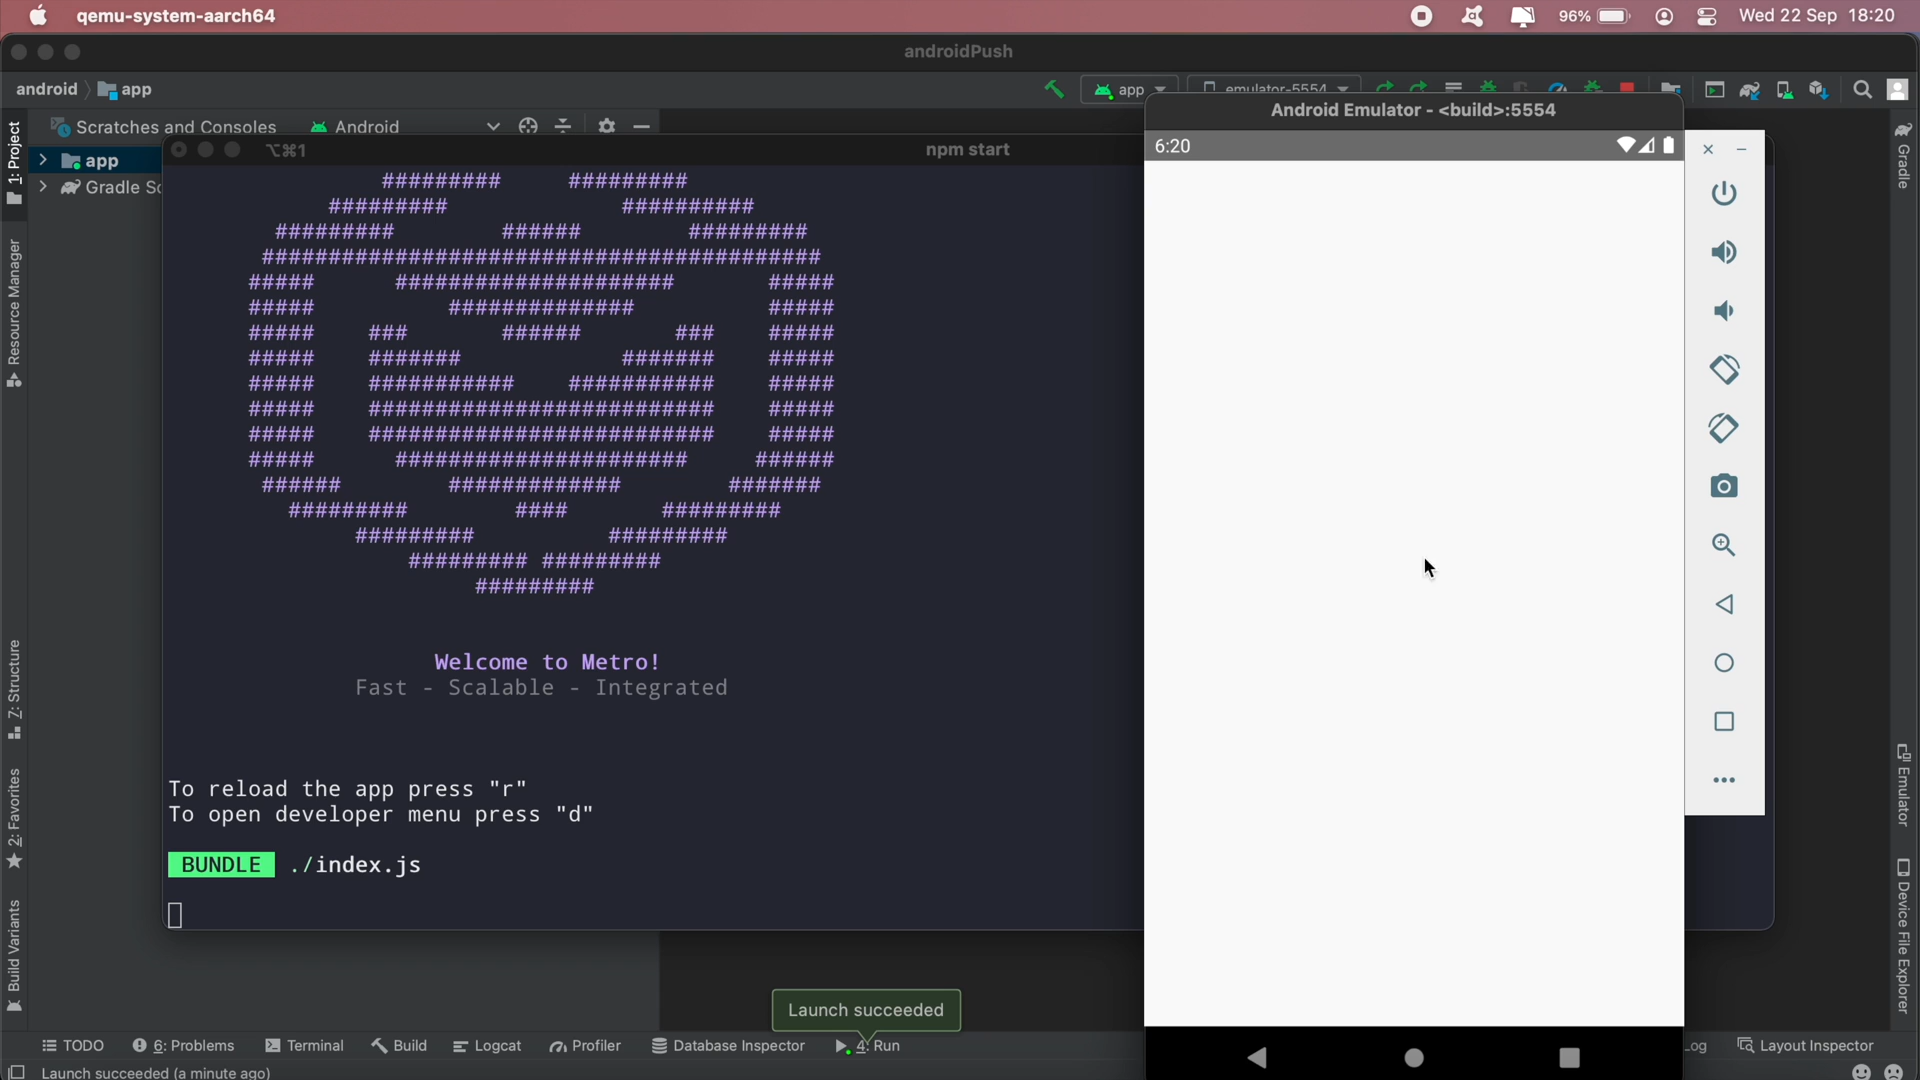 qemu-system-aarch64
96%
Wed 22 Sep 18:20
androidPush
android
app
app
emulator-5554
Android Emulator - <build>:5554
Scratches and Consoles
Android
1: Project
Resource Manager
Z: Structure
2: Favorites
Build Variants
app
Gradle Sc
⌥⌘1
npm start
#########     #########
#########             ##########
#########        ######        #########
##########################################
#####      #####################       #####
#####          ##############          #####
#####    ###       ######       ###    #####
#####    #######            #######    #####
#####    ###########    ###########    #####
#####    ##########################    #####
#####    ##########################    #####
#####      ######################     ######
######        #############        #######
#########        ####       #########
#########         #########
######### #########
#########
Welcome to Metro!
Fast - Scalable - Integrated
To reload the app press "r"
To open developer menu press "d"
BUNDLE ./index.js
6:20
Gradle
Emulator
Device File Explorer
Launch succeeded
TODO
6: Problems
Terminal
Build
Logcat
Profiler
Database Inspector
4: Run
Layout Inspector
Launch succeeded (a minute ago)